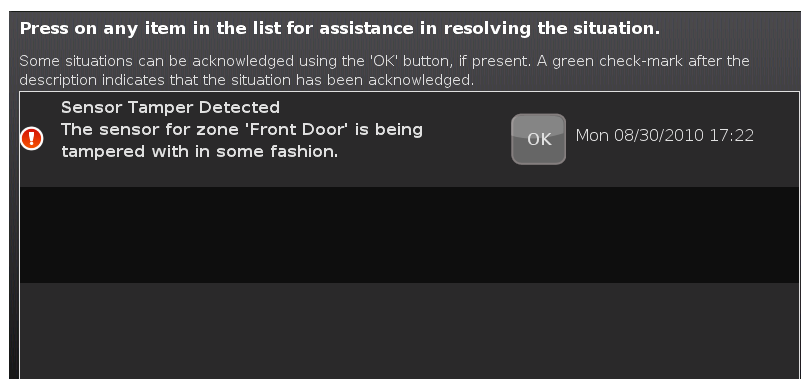 Press on any item in the list for assistance in resolving the situation.
Some situations can be acknowledged using the 'OK' button, if present. A green check-mark after the
description indicates that the situation has been acknowledged.
Sensor Tamper Detected
The sensor for zone 'Front Door' is being
tampered with in some fashion.
OK
Mon 08/30/2010 17:22